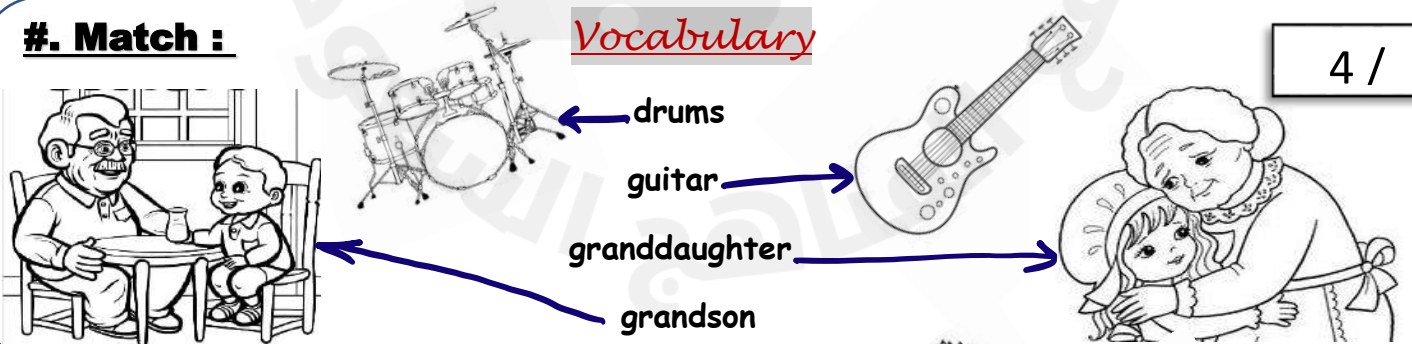 #. Match :
Vocabulary
4 /
drums
guitar
granddaughter
grandson